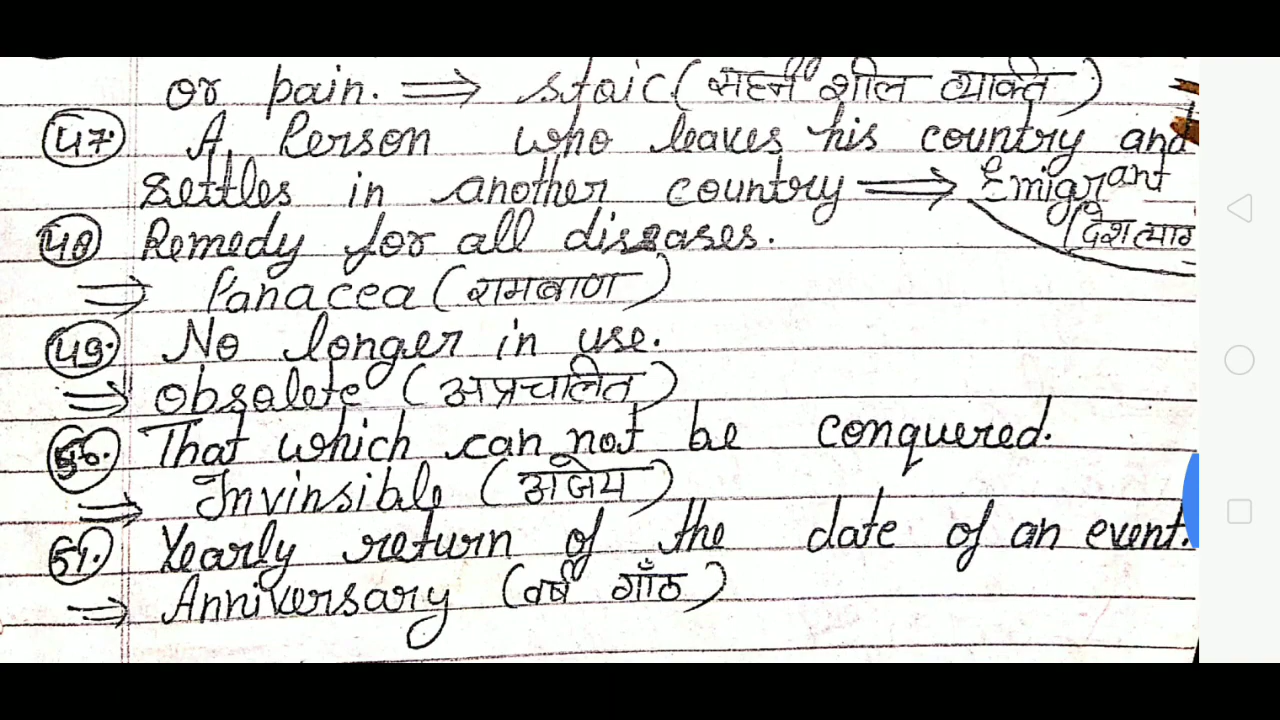 or pain. ⟹ stoic (सहनशील व्यक्ति)
47. A Person who leaves his country and
settles in another country ⟹ Emigrant
(देशत्याग
48 Remedy for all diseases.
⟹ Panacea (रामबाण)
49. No longer in use.
⟹ obsolete (अप्रचलित)
50. That which can not be conquered.
⟹ Invinsible (अजेय)
51. Yearly return of the date of an event.
⟹ Anniversary (वर्ष गाँठ)